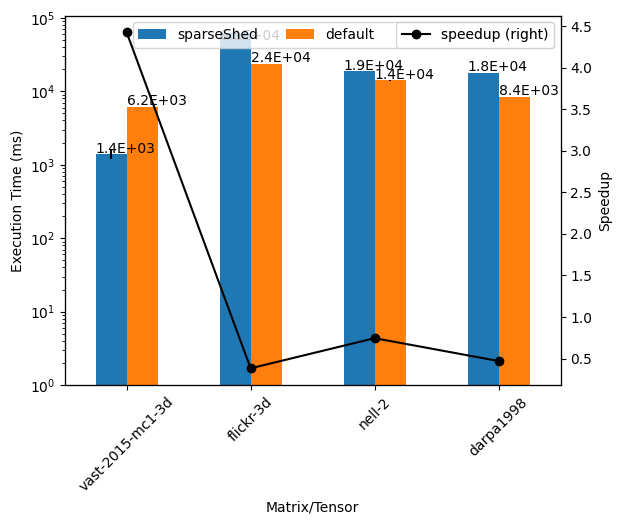 sparseShed
default
speedup (right)
10^5
10^4
10^3
10^2
10^1
10^0
Execution Time (ms)
1.4E+03
6.2E+03
2.4E+04
1.9E+04
1.4E+04
1.8E+04
8.4E+03
4.5
4.0
3.5
3.0
2.5
2.0
1.5
1.0
0.5
Speedup
vast-2015-mc1-3d
flickr-3d
nell-2
darpa1998
Matrix/Tensor